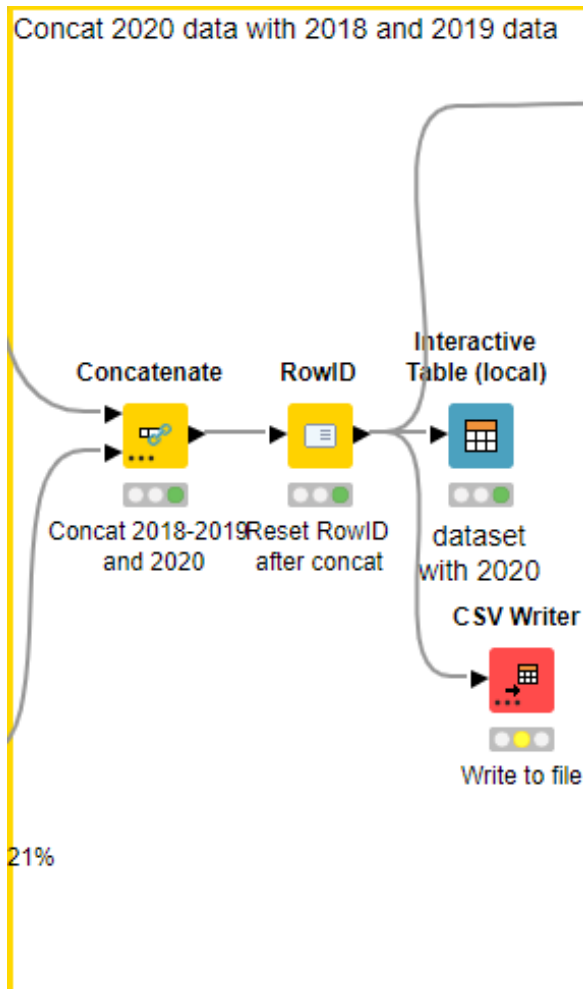 Concat 2020 data with 2018 and 2019 data
Interactive
Table (local)
Concatenate
RowID
Concat 2018-2019
and 2020
Reset RowID
after concat
dataset
with 2020
CSV Writer
Write to file
21%